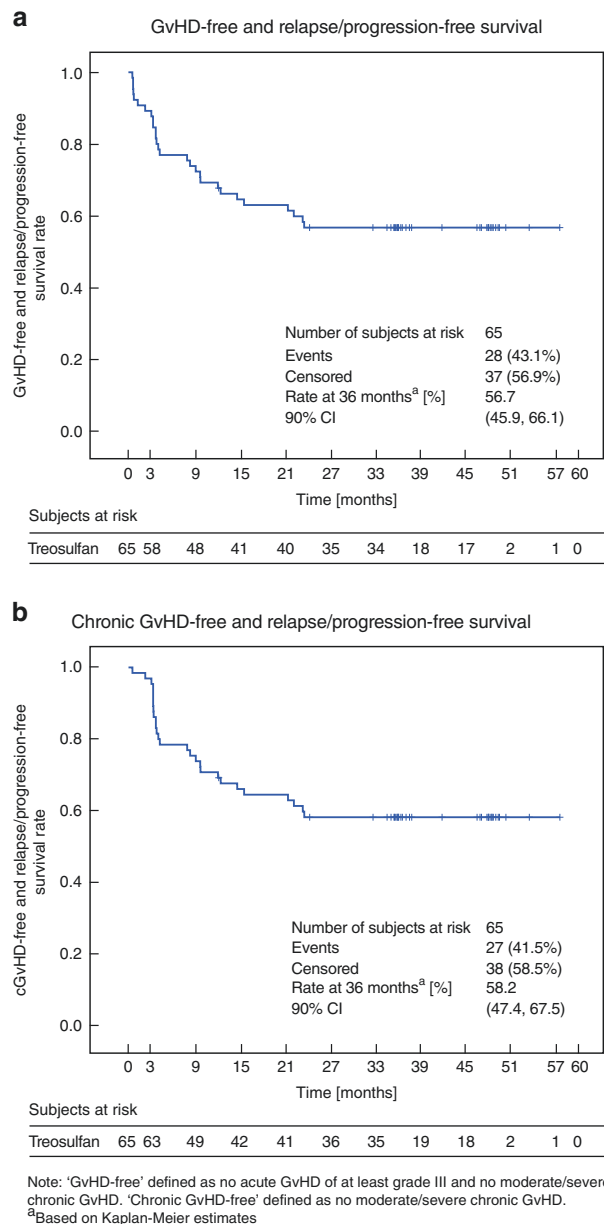 a
GvHD-free and relapse/progression-free survival
GvHD-free and relapse/progression-free
survival rate
1.0
0.8
0.6
0.4
0.2
0.0
Number of subjects at risk 65
Events 28 (43.1%)
Censored 37 (56.9%)
Rate at 36 monthsᵃ [%] 56.7
90% CI (45.9, 66.1)
0 3 9 15 21 27 33 39 45 51 57 60
Time [months]
Subjects at risk
Treosulfan 65 58 48 41 40 35 34 18 17 2 1 0
b
Chronic GvHD-free and relapse/progression-free survival
cGvHD-free and relapse/progression-free
survival rate
1.0
0.8
0.6
0.4
0.2
0.0
Number of subjects at risk 65
Events 27 (41.5%)
Censored 38 (58.5%)
Rate at 36 monthsᵃ [%] 58.2
90% CI (47.4, 67.5)
0 3 9 15 21 27 33 39 45 51 57 60
Time [months]
Subjects at risk
Treosulfan 65 63 49 42 41 36 35 19 18 2 1 0
Note: ‘GvHD-free’ defined as no acute GvHD of at least grade III and no moderate/severe
chronic GvHD. ‘Chronic GvHD-free’ defined as no moderate/severe chronic GvHD.
ᵃBased on Kaplan-Meier estimates